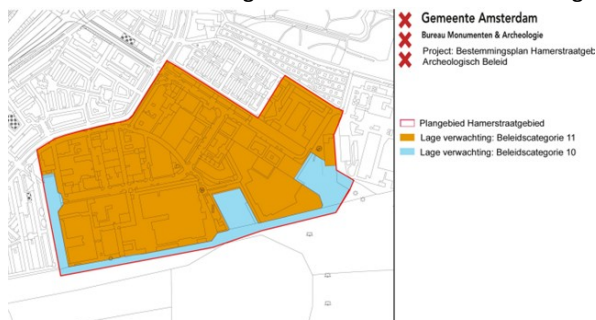 Gemeente Amsterdam
Bureau Monumenten & Archeologie
Project: Bestemmingsplan Hamerstraatgeb
Archeologisch Beleid
Plangebied Hamerstraatgebied
Lage verwachting: Beleidscategorie 11
Lage verwachting: Beleidscategorie 10